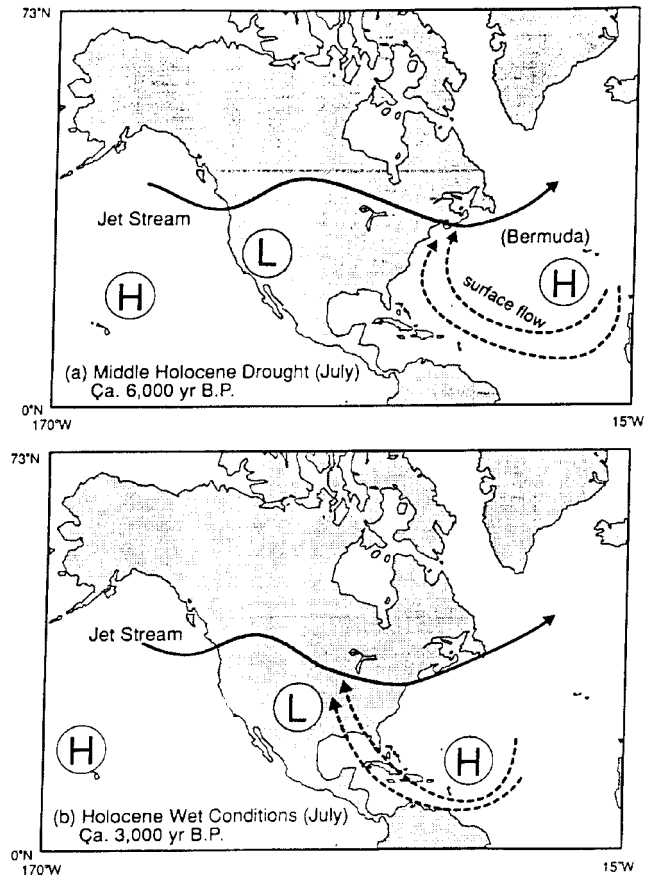 73°N
Jet Stream
L
(Bermuda)
H
H
surface flow
(a) Middle Holocene Drought (July)
Ça. 6,000 yr B.P.
0°N
170°W
15°W
73°N
Jet Stream
L
H
H
(b) Holocene Wet Conditions (July)
Ça. 3,000 yr B.P.
0°N
170°W
15°W